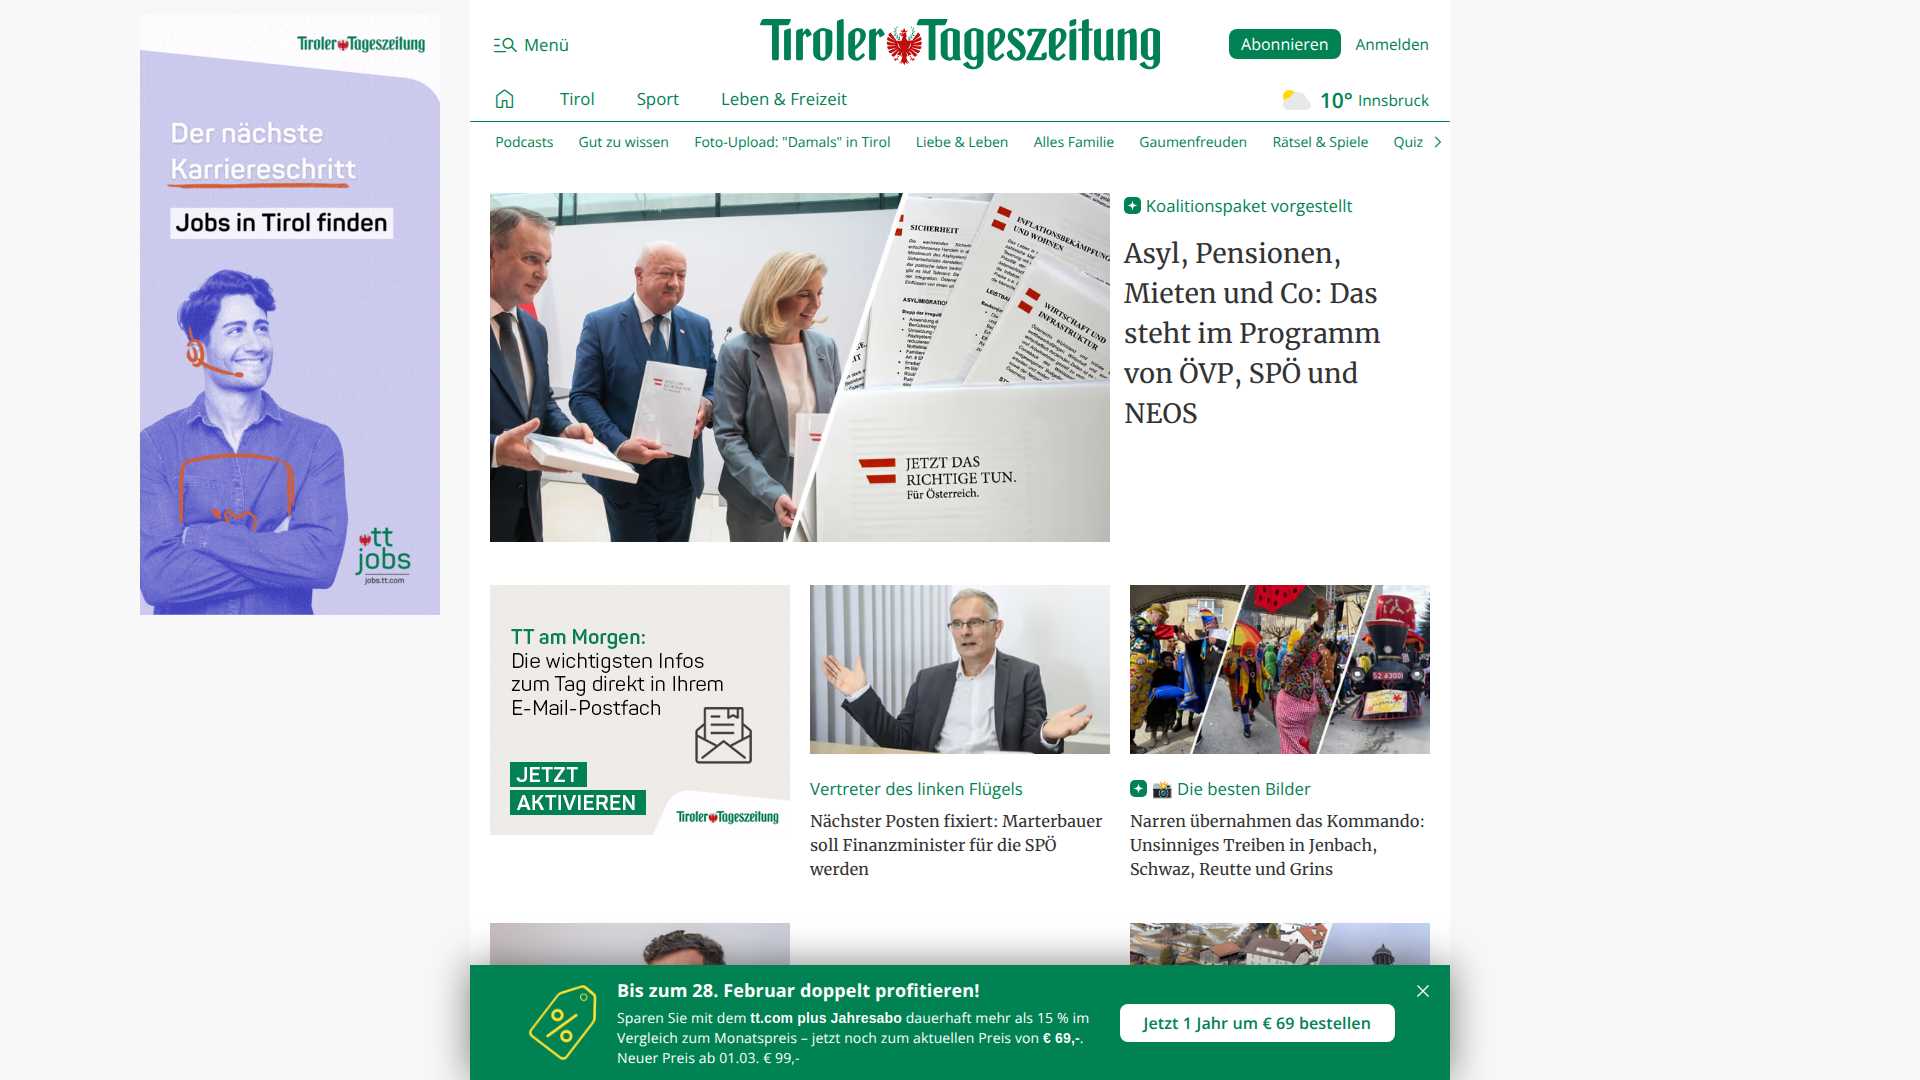 Tiroler Tageszeitung
Der nächste
Karriereschritt
Jobs in Tirol finden
tt
jobs
jobs.tt.com
Menü
Tiroler Tageszeitung
Abonnieren
Anmelden
Tirol
Sport
Leben & Freizeit
10° Innsbruck
Podcasts
Gut zu wissen
Foto-Upload: "Damals" in Tirol
Liebe & Leben
Alles Familie
Gaumenfreuden
Rätsel & Spiele
Quiz
SICHERHEIT
INFLATIONSBEKÄMPFUNG
UND WOHNEN
WIRTSCHAFT UND
INFRASTRUKTUR
JETZT DAS
RICHTIGE TUN.
Für Österreich.
Koalitionspaket vorgestellt
Asyl, Pensionen,
Mieten und Co: Das
steht im Programm
von ÖVP, SPÖ und
NEOS
TT am Morgen:
Die wichtigsten Infos
zum Tag direkt in Ihrem
E-Mail-Postfach
JETZT
AKTIVIEREN
Tiroler Tageszeitung
Vertreter des linken Flügels
Nächster Posten fixiert: Marterbauer
soll Finanzminister für die SPÖ
werden
Die besten Bilder
Narren übernahmen das Kommando:
Unsinniges Treiben in Jenbach,
Schwaz, Reutte und Grins
Bis zum 28. Februar doppelt profitieren!
Sparen Sie mit dem tt.com plus Jahresabo dauerhaft mehr als 15 % im
Vergleich zum Monatspreis – jetzt noch zum aktuellen Preis von € 69,-.
Neuer Preis ab 01.03. € 99,-
Jetzt 1 Jahr um € 69 bestellen